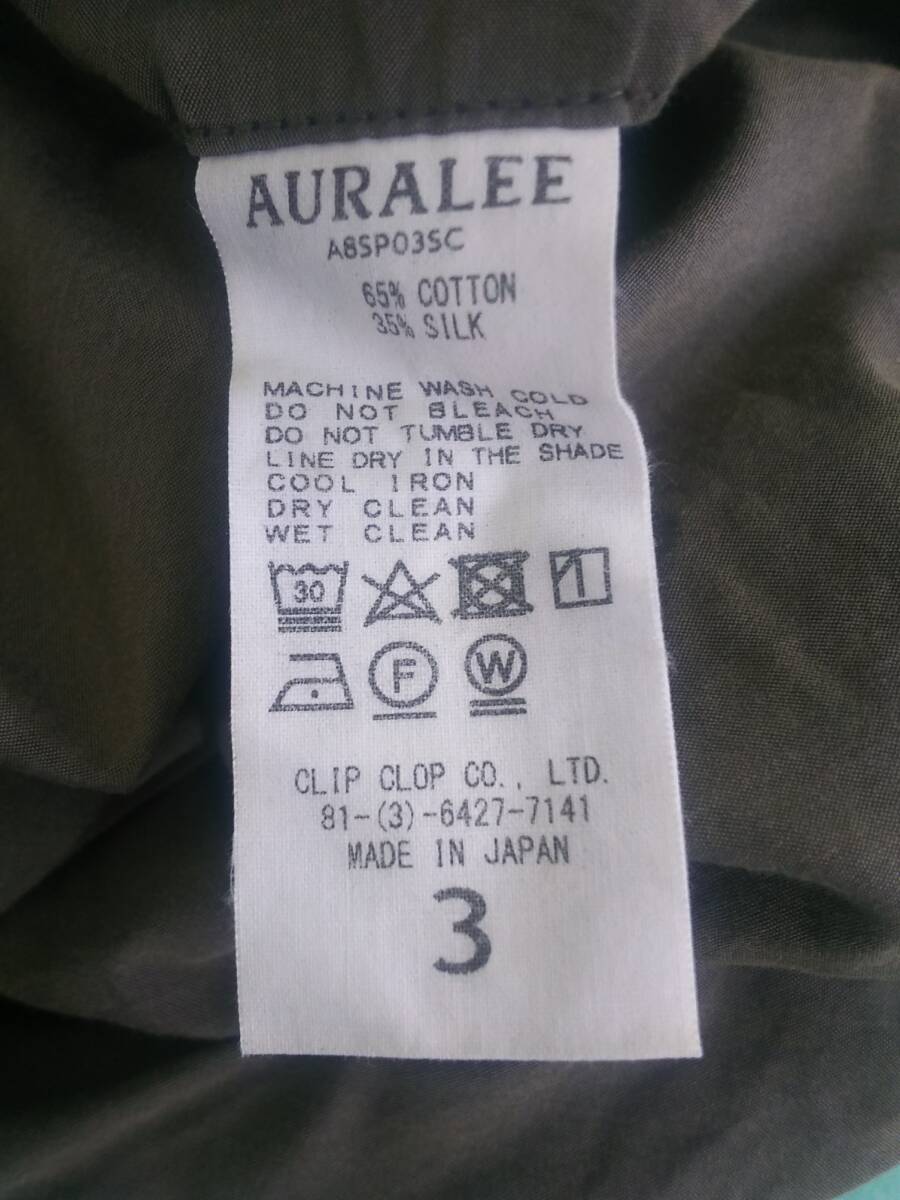 AURALEE
A8SP03SC
65% COTTON
35% SILK
MACHINE WASH COLD
DO NOT BLEACH
DO NOT TUMBLE DRY
LINE DRY IN THE SHADE
COOL IRON
DRY CLEAN
WET CLEAN
30
F W
CLIP CLOP CO., LTD.
81-(3)-6427-7141
MADE IN JAPAN
3